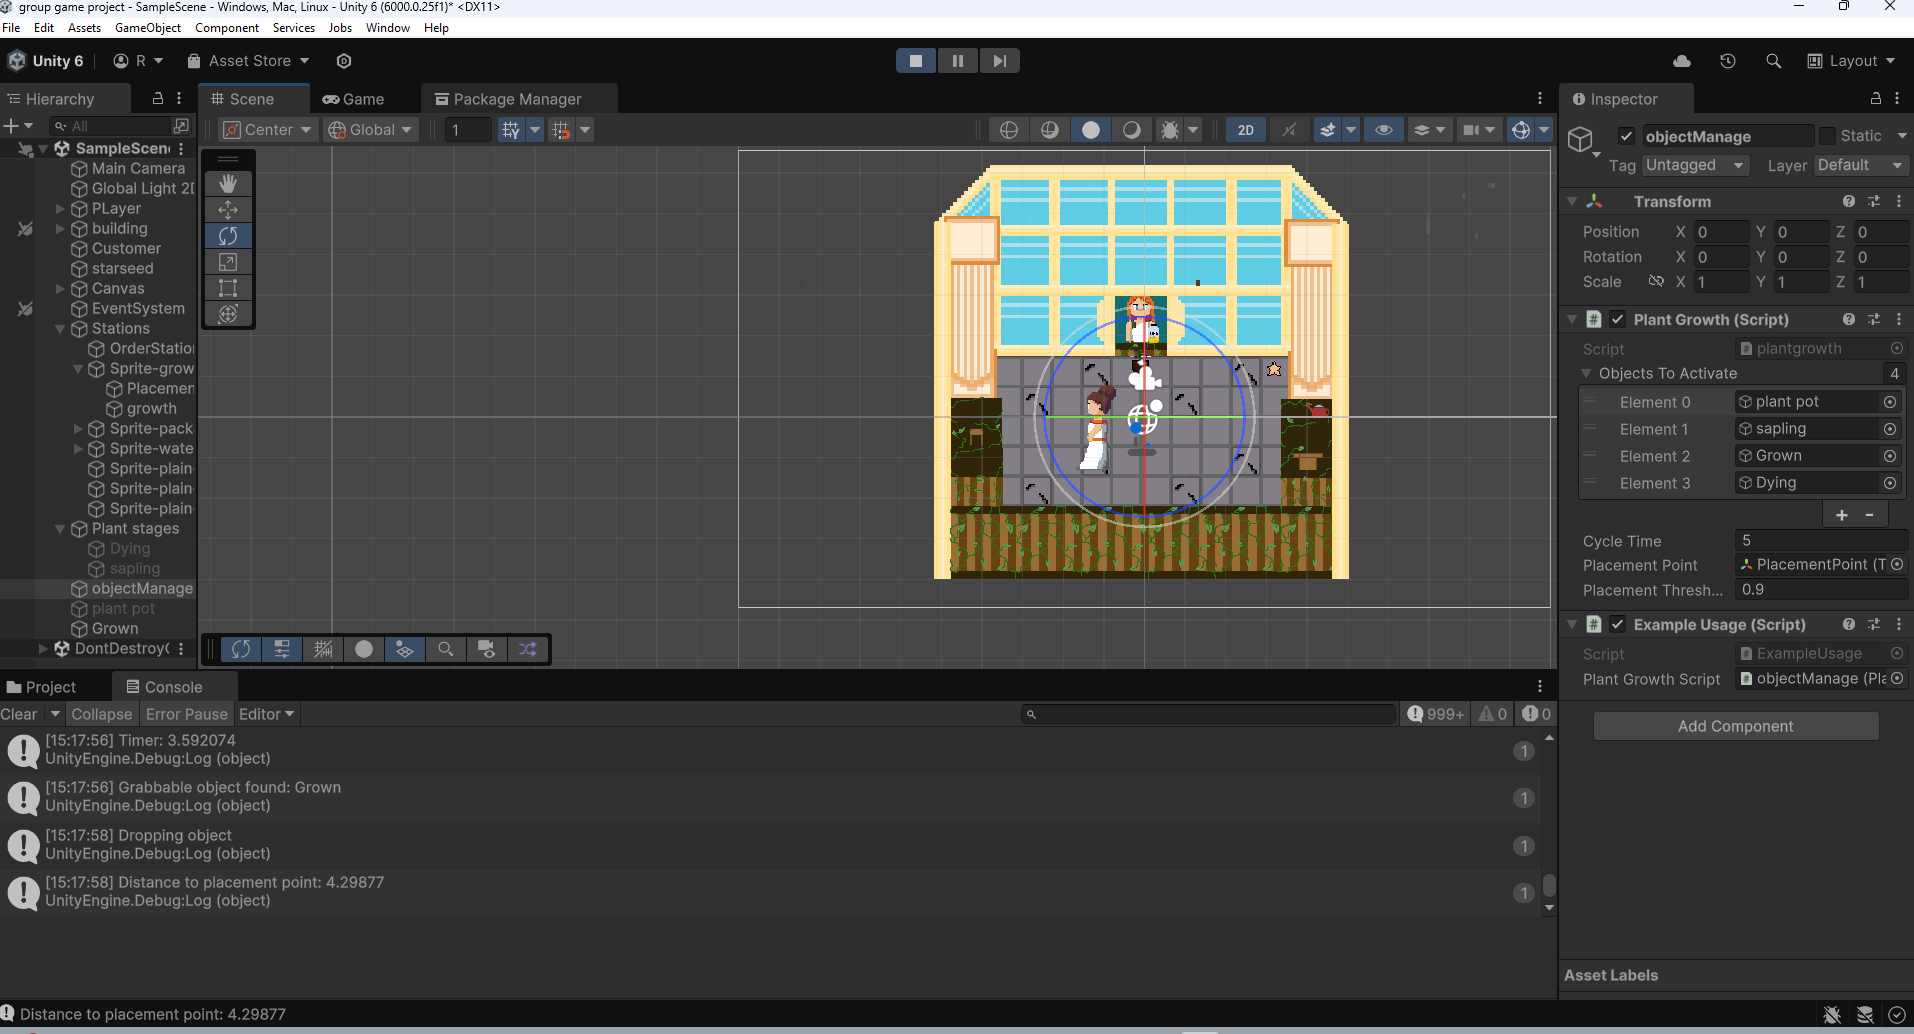 group game project - SampleScene - Windows, Mac, Linux - Unity 6 (6000.0.25f1)* <DX11>
File Edit Assets GameObject Component Services Jobs Window Help
Unity 6 R Asset Store Layout
Hierarchy Scene Game Package Manager Inspector
All Center Global 1 2D
objectManage Static
Tag Untagged Layer Default
SampleScen
Main Camera
Global Light 2
PLayer
building
Customer
starseed
Canvas
EventSystem
Stations
OrderStatio
Sprite-grow
Placemen
growth
Sprite-pack
Sprite-wate
Sprite-plain
Sprite-plain
Sprite-plain
Plant stages
Dying
sapling
objectManage
plant pot
Grown
DontDestroy
Transform
Position X 0 Y 0 Z 0
Rotation X 0 Y 0 Z 0
Scale X 1 Y 1 Z 1
Plant Growth (Script)
Script plantgrowth
Objects To Activate 4
Element 0 plant pot
Element 1 sapling
Element 2 Grown
Element 3 Dying
+ -
Cycle Time 5
Placement Point PlacementPoint (T
Placement Thresh... 0.9
Example Usage (Script)
Script ExampleUsage
Plant Growth Script objectManage (Pla
Add Component
Asset Labels
Project Console
Clear Collapse Error Pause Editor 999+ 0 0
[15:17:56] Timer: 3.592074
UnityEngine.Debug:Log (object)
1
[15:17:56] Grabbable object found: Grown
UnityEngine.Debug:Log (object)
1
[15:17:58] Dropping object
UnityEngine.Debug:Log (object)
1
[15:17:58] Distance to placement point: 4.29877
UnityEngine.Debug:Log (object)
1
Distance to placement point: 4.29877